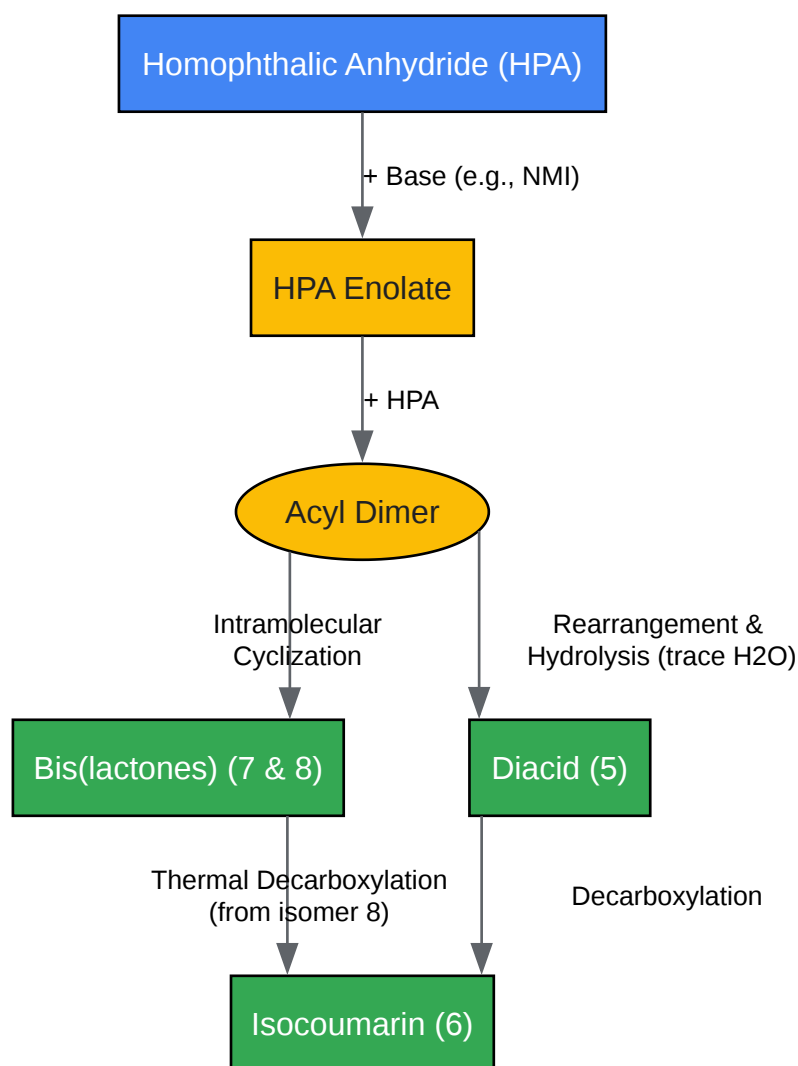 Homophthalic Anhydride (HPA)
+ Base (e.g., NMI)
HPA Enolate
+ HPA
Acyl Dimer
Intramolecular
Cyclization
Rearrangement &
Hydrolysis (trace H2O)
Bis(lactones) (7 & 8)
Diacid (5)
Thermal Decarboxylation
(from isomer 8)
Decarboxylation
Isocoumarin (6)